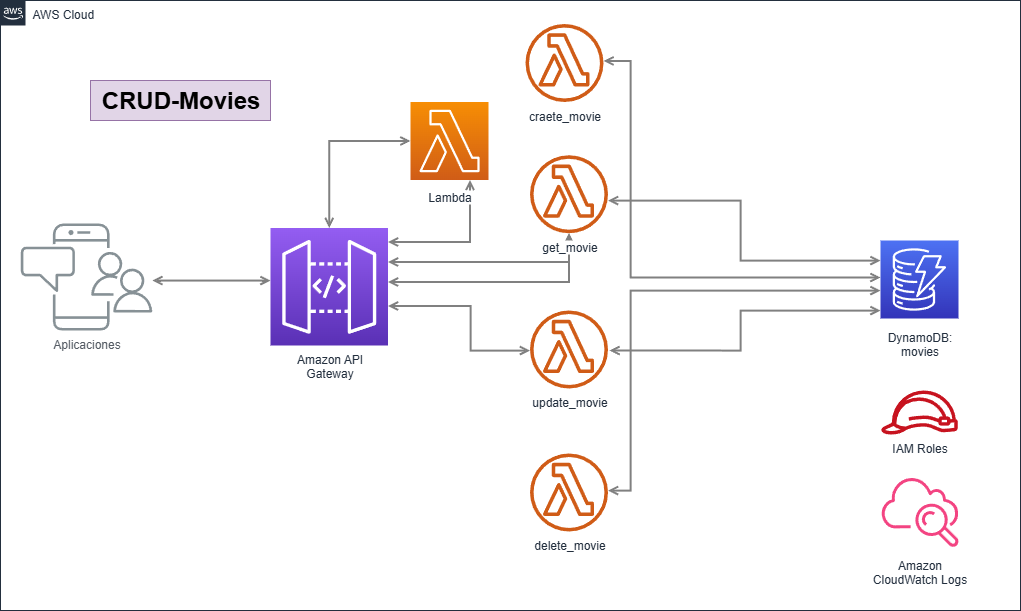 aws
AWS Cloud
CRUD-Movies
craete_movie
Lambda
get_movie
</>
Aplicaciones
Amazon API
Gateway
DynamoDB:
movies
update_movie
IAM Roles
delete_movie
Amazon
CloudWatch Logs